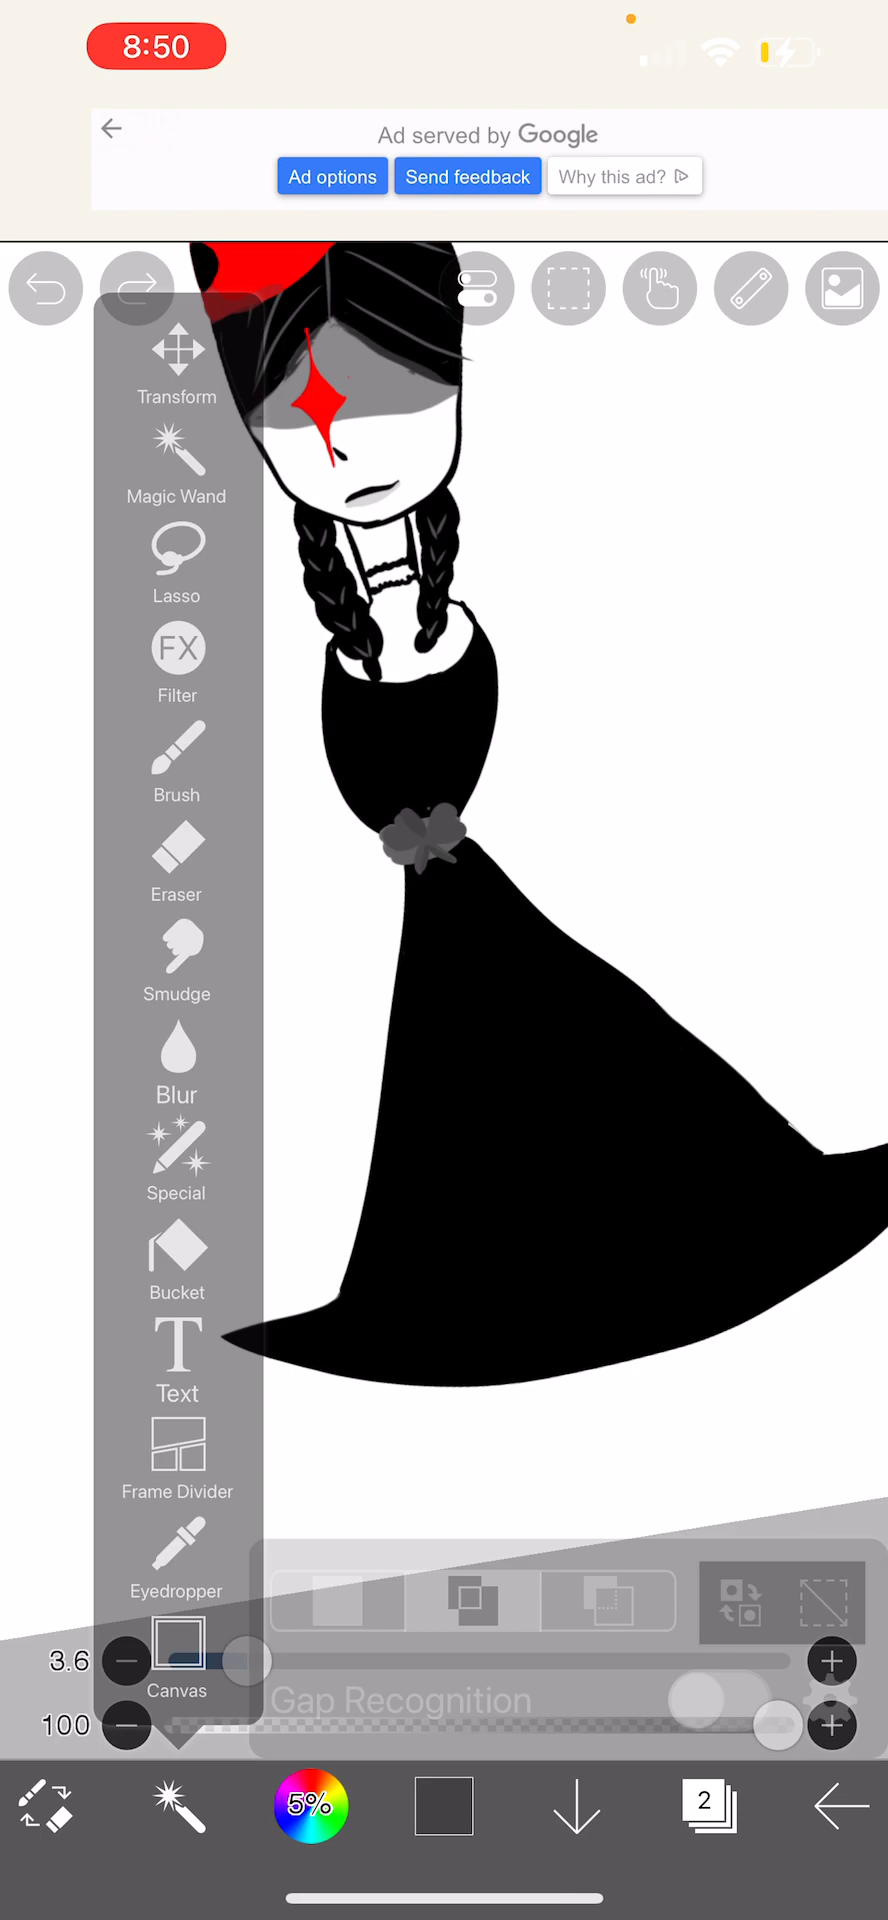 8:50
Ad served by Google
Ad options
Send feedback
Why this ad?
Transform
Magic Wand
Lasso
FX
Filter
Brush
Eraser
Smudge
Blur
Special
Bucket
T
Text
Frame Divider
Eyedropper
3.6
Canvas
Gap Recognition
100
5%
2